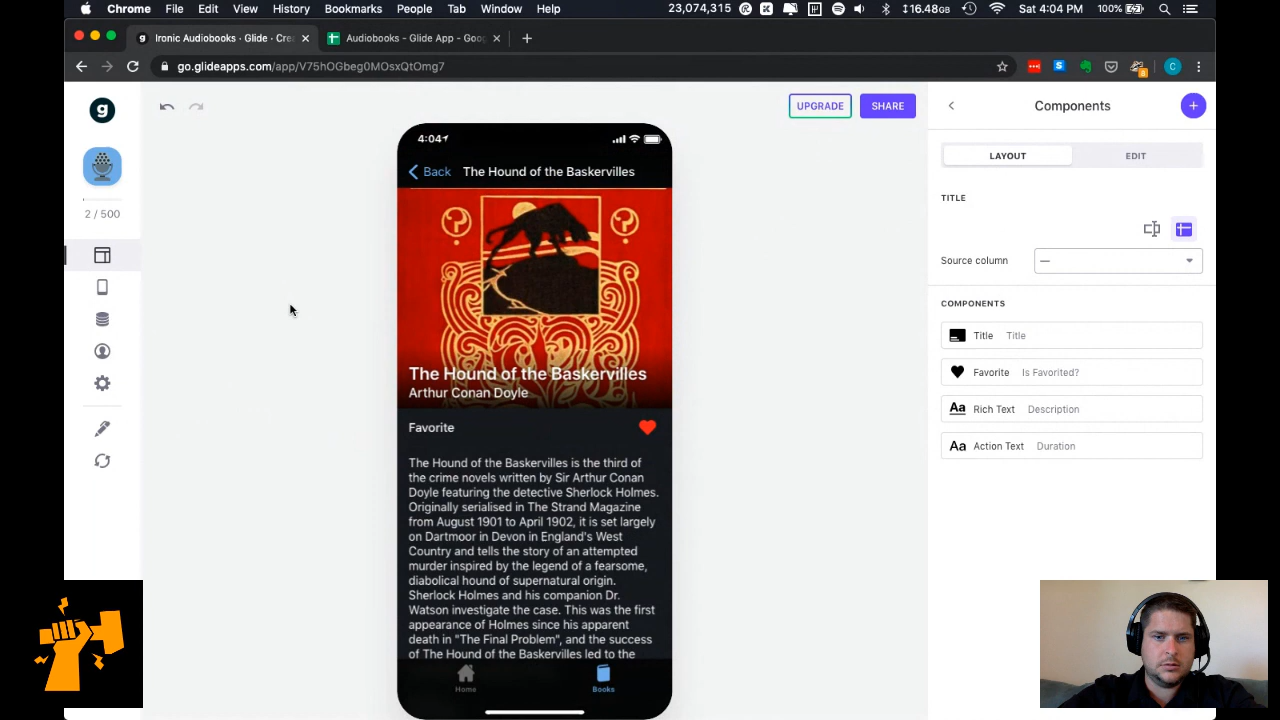 Chrome File Edit View History Bookmarks People Tab Window Help 23,074,315 16.48GB Sat 4:04 PM 100%
Ironic Audiobooks · Glide · Cre
Audiobooks - Glide App - Goo
go.glideapps.com/app/V75hOGbeg0MOsxQtOmg7
g
2 / 500
UPGRADE
SHARE
4:04
Back
The Hound of the Baskervilles
The Hound of the Baskervilles
Arthur Conan Doyle
Favorite
The Hound of the Baskervilles is the third of
the crime novels written by Sir Arthur Conan
Doyle featuring the detective Sherlock Holmes.
Originally serialised in The Strand Magazine
from August 1901 to April 1902, it is set largely
on Dartmoor in Devon in England's West
Country and tells the story of an attempted
murder inspired by the legend of a fearsome,
diabolical hound of supernatural origin.
Sherlock Holmes and his companion Dr.
Watson investigate the case. This was the first
appearance of Holmes since his apparent
death in "The Final Problem", and the success
of The Hound of the Baskervilles led to the
Home
Books
Components
LAYOUT
EDIT
TITLE
Source column
—
COMPONENTS
Title Title
Favorite Is Favorited?
Aa Rich Text Description
Aa Action Text Duration